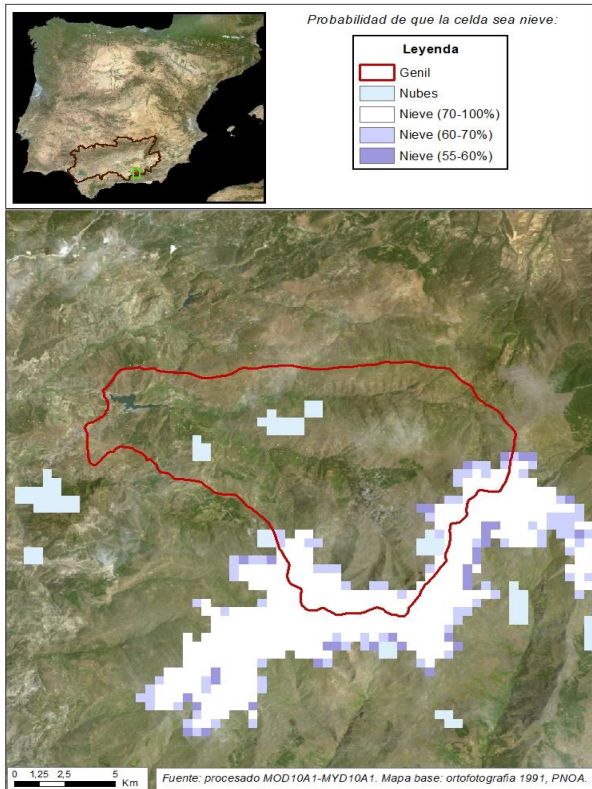 Probabilidad de que la celda sea nieve:
Leyenda
Genil
Nubes
Nieve (70-100%)
Nieve (60-70%)
Nieve (55-60%)
0 1,25 2,5 5
Km
Fuente: procesado MOD10A1-MYD10A1. Mapa base: ortofotografia 1991, PNOA.